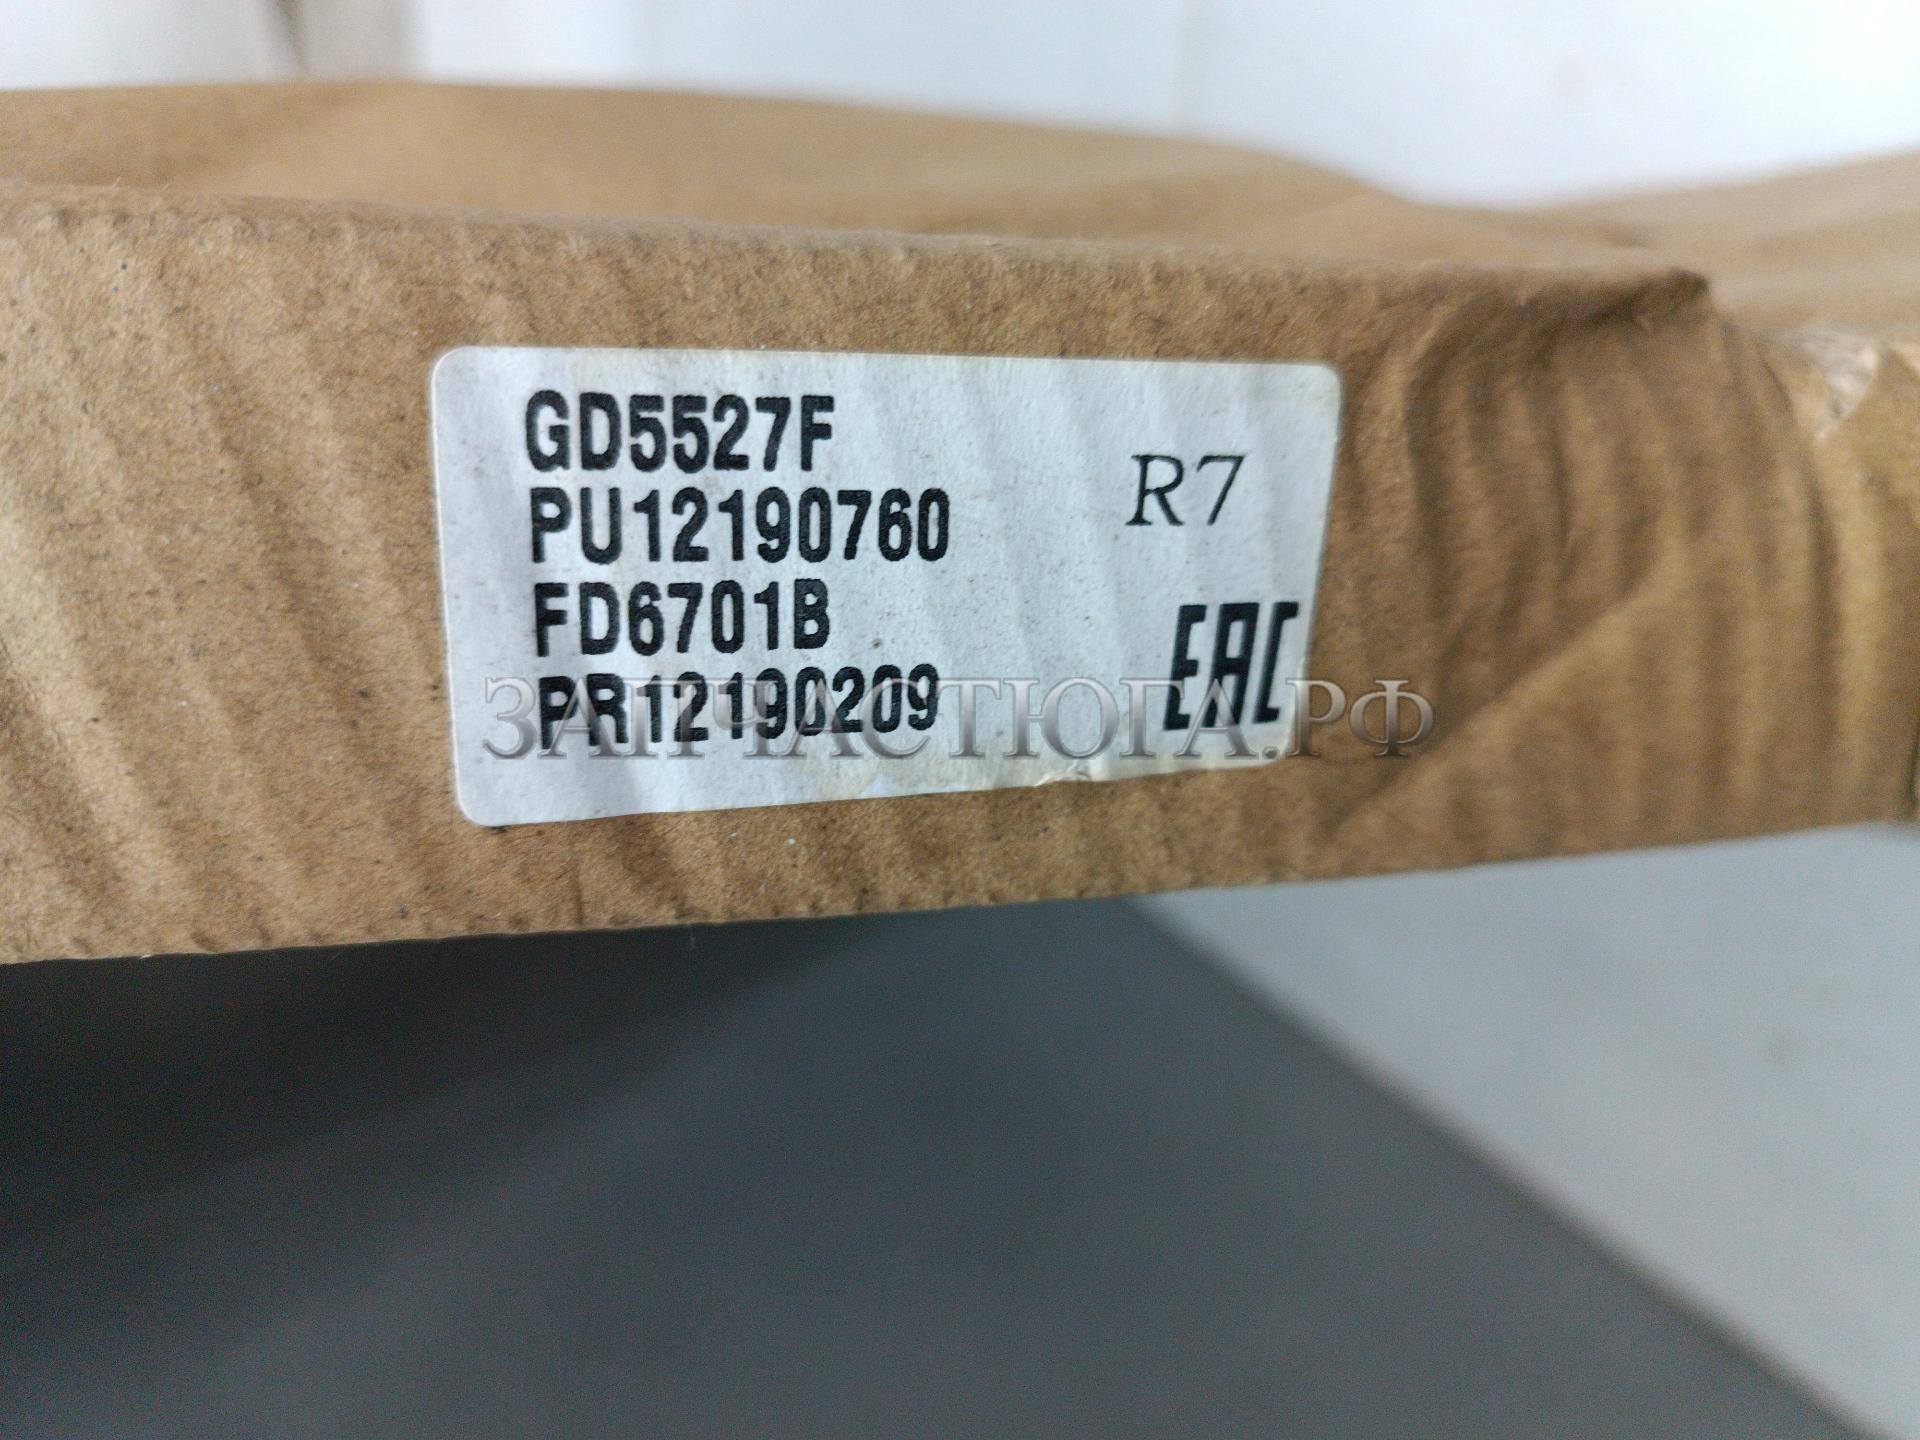 GD5527F
PU12190760
R7
FD6701B
PR12190209
EAC
ЗАПЧАСТЮГА.РФ